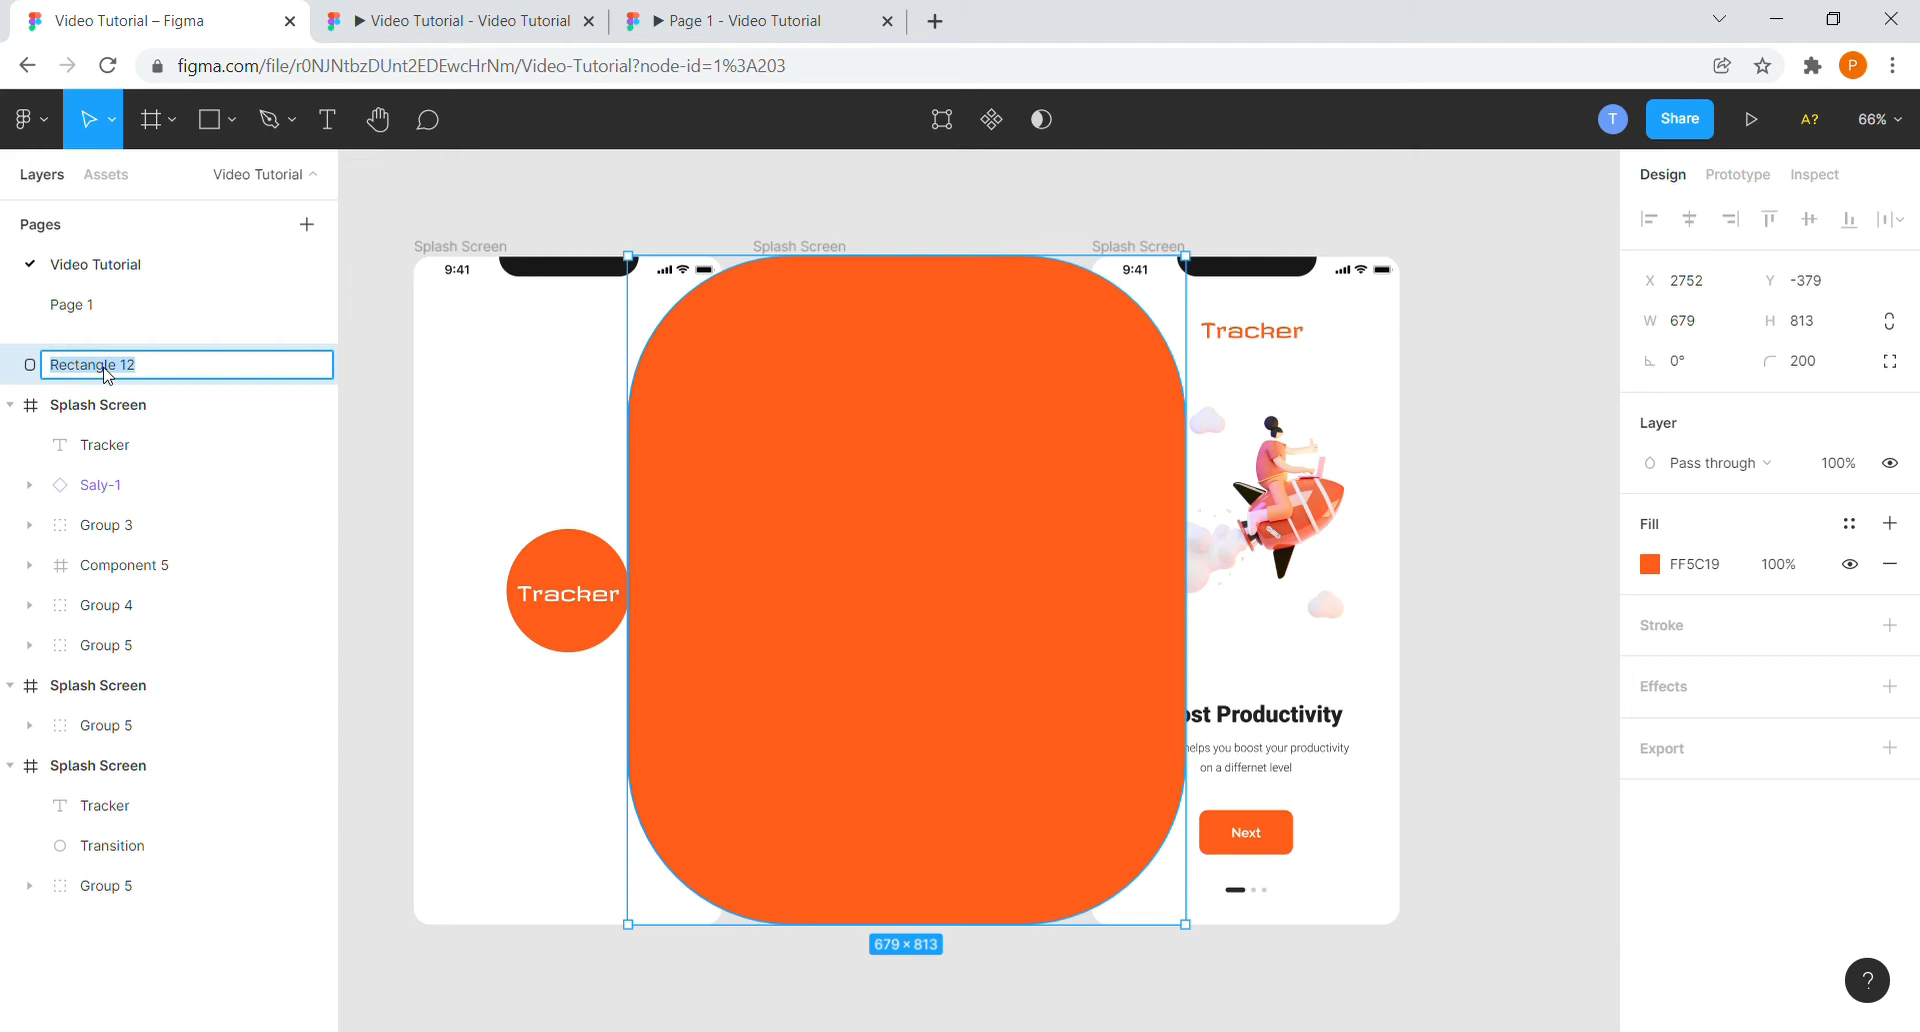 Video Tutorial – Figma
▶ Video Tutorial - Video Tutorial
▶ Page 1 - Video Tutorial
figma.com/file/r0NJNtbzDUnt2EDEwcHrNm/Video-Tutorial?node-id=1%3A203
P
T
Share
A?
66%
Layers
Assets
Video Tutorial
Pages
Video Tutorial
Page 1
Rectangle 12
Splash Screen
Tracker
Saly-1
Group 3
Component 5
Group 4
Group 5
Splash Screen
Group 5
Splash Screen
Tracker
Transition
Group 5
Splash Screen
Splash Screen
Splash Screen
9:41
9:41
Tracker
Tracker
ost Productivity
helps you boost your productivity
on a differnet level
Next
679 × 813
Design
Prototype
Inspect
X 2752
Y -379
W 679
H 813
0°
200
Layer
Pass through
100%
Fill
FF5C19
100%
Stroke
Effects
Export
?